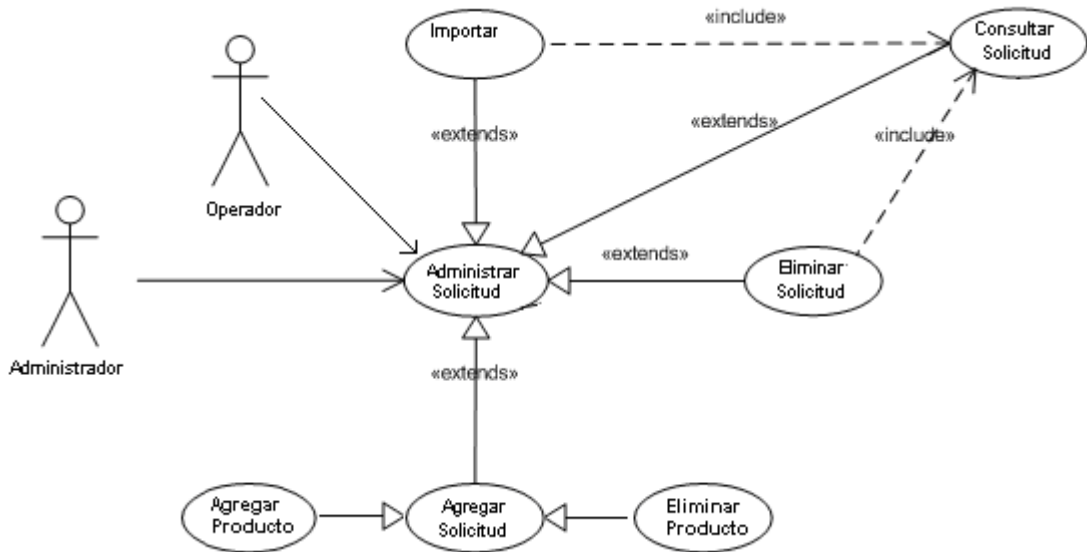 Importar
«include»
Consultar
Solicitud
«extends»
«extends»
«include»
Operador
Administrar
Solicitud
«extends»
Eliminar
Solicitud
Administrador
«extends»
Agregar
Producto
Agregar
Solicitud
Eliminar
Producto